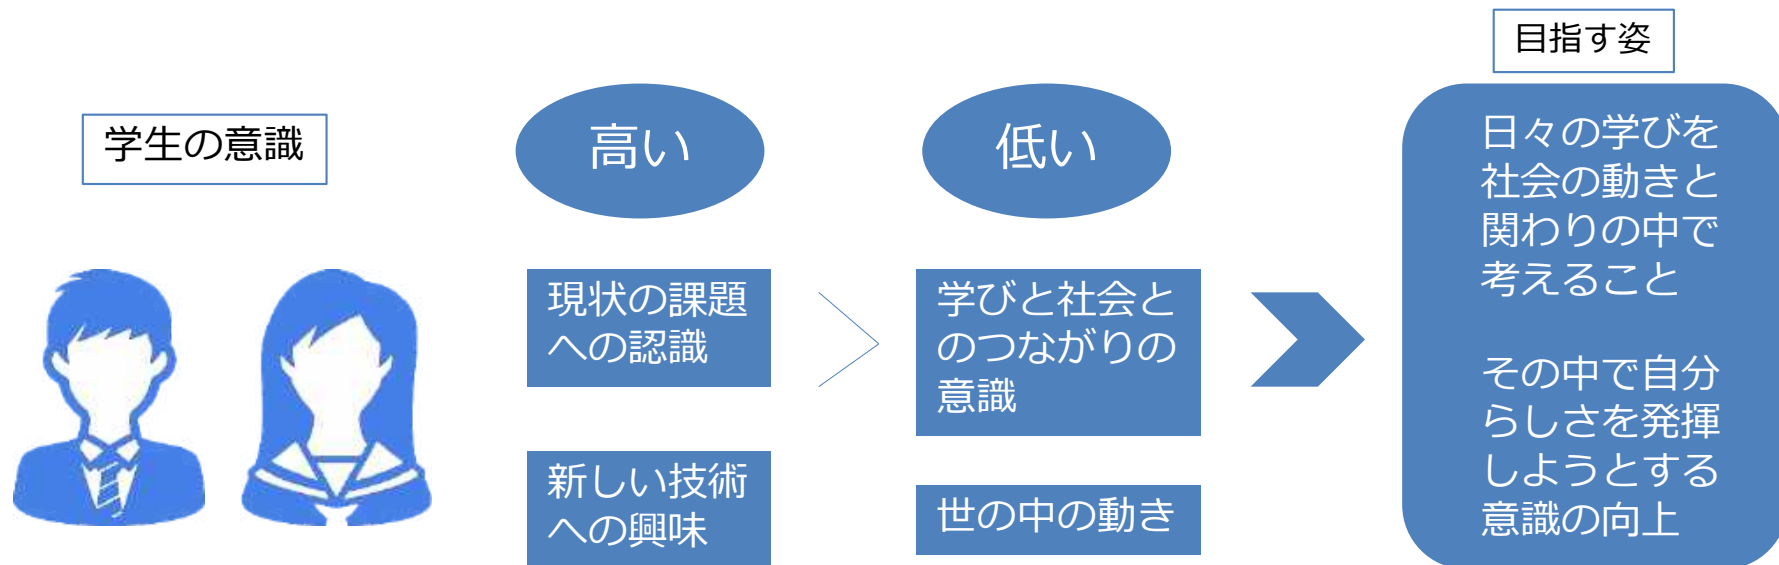 目指す姿
学生の意識
高い
低い
現状の課題
への認識
新しい技術
への興味
学びと社会と
のつながりの
意識
世の中の動き
日々の学びを
社会の動きと
関わりの中で
考えること
その中で自分
らしさを発揮
しようとする
意識の向上